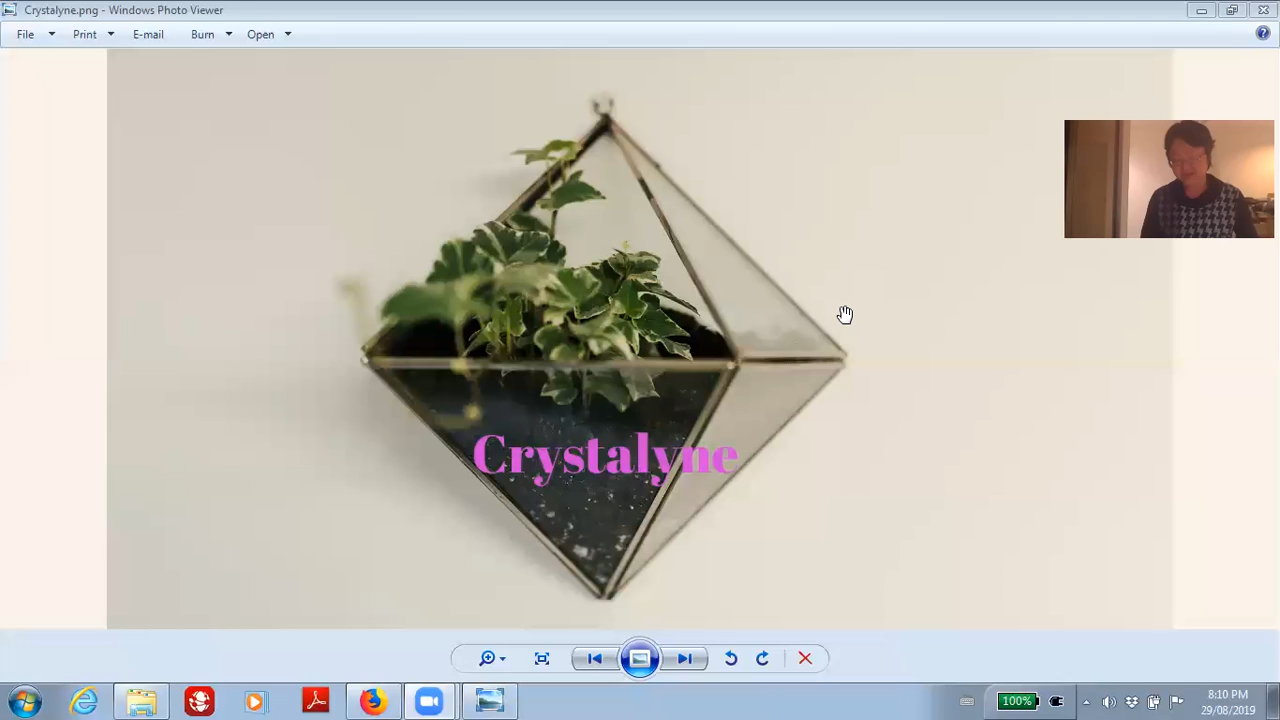 Crystalyne.png - Windows Photo Viewer
File Print E-mail Burn Open
Crystalyne
100%
8:10 PM
29/08/2019